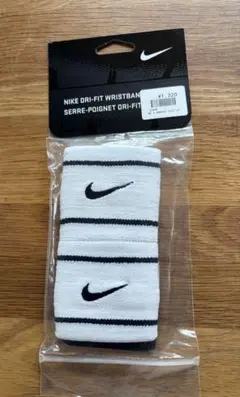 ¥1,320
NIKE DRI-FIT WRISTBAN
SERRE-POIGNET DRI-FIT